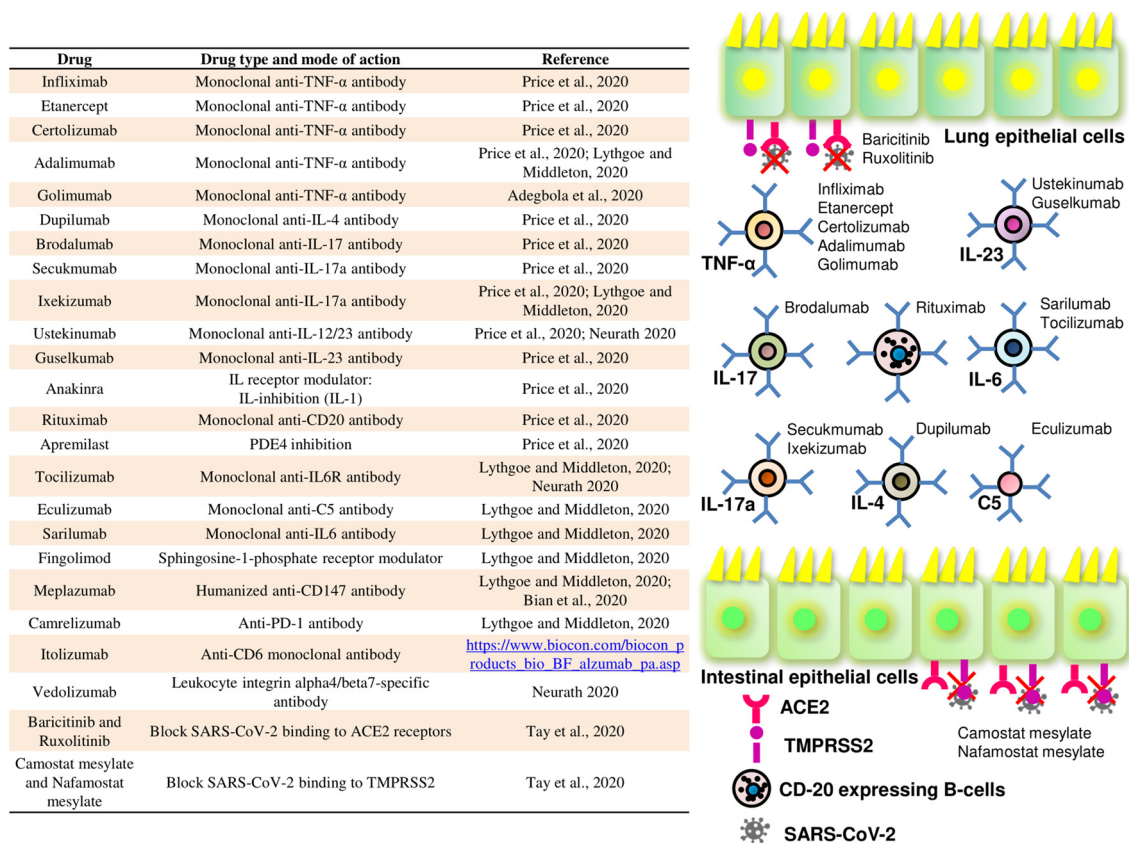 Drug Drug type and mode of action Reference
Infliximab Monoclonal anti-TNF-α antibody Price et al., 2020
Etanercept Monoclonal anti-TNF-α antibody Price et al., 2020
Certolizumab Monoclonal anti-TNF-α antibody Price et al., 2020
Adalimumab Monoclonal anti-TNF-α antibody Price et al., 2020; Lythgoe and
Middleton, 2020
Golimumab Monoclonal anti-TNF-α antibody Adegbola et al., 2020
Dupilumab Monoclonal anti-IL-4 antibody Price et al., 2020
Brodalumab Monoclonal anti-IL-17 antibody Price et al., 2020
Secukmumab Monoclonal anti-IL-17a antibody Price et al., 2020
Ixekizumab Monoclonal anti-IL-17a antibody Price et al., 2020; Lythgoe and
Middleton, 2020
Ustekinumab Monoclonal anti-IL-12/23 antibody Price et al., 2020; Neurath 2020
Guselkumab Monoclonal anti-IL-23 antibody Price et al., 2020
Anakinra IL receptor modulator:
IL-inhibition (IL-1) Price et al., 2020
Rituximab Monoclonal anti-CD20 antibody Price et al., 2020
Apremilast PDE4 inhibition Price et al., 2020
Tocilizumab Monoclonal anti-IL6R antibody Lythgoe and Middleton, 2020;
Neurath 2020
Eculizumab Monoclonal anti-C5 antibody Lythgoe and Middleton, 2020
Sarilumab Monoclonal anti-IL6 antibody Lythgoe and Middleton, 2020
Fingolimod Sphingosine-1-phosphate receptor modulator Lythgoe and Middleton, 2020
Meplazumab Humanized anti-CD147 antibody Lythgoe and Middleton, 2020;
Bian et al., 2020
Camrelizumab Anti-PD-1 antibody Lythgoe and Middleton, 2020
Itolizumab Anti-CD6 monoclonal antibody https://www.biocon.com/biocon_p
roducts_bio_BF_alzumab_pa.asp
Vedolizumab Leukocyte integrin alpha4/beta7-specific
antibody Neurath 2020
Baricitinib and
Ruxolitinib Block SARS-CoV-2 binding to ACE2 receptors Tay et al., 2020
Camostat mesylate
and Nafamostat
mesylate Block SARS-CoV-2 binding to TMPRSS2 Tay et al., 2020
Lung epithelial cells
Baricitinib
Ruxolitinib
Infliximab
Etanercept
Certolizumab
Adalimumab
Golimumab
TNF-α
Ustekinumab
Guselkumab
IL-23
Brodalumab
IL-17
Rituximab
Sarilumab
Tocilizumab
IL-6
Secukmumab
Ixekizumab
IL-17a
Dupilumab
IL-4
Eculizumab
C5
Intestinal epithelial cells
Camostat mesylate
Nafamostat mesylate
ACE2
TMPRSS2
CD-20 expressing B-cells
SARS-CoV-2